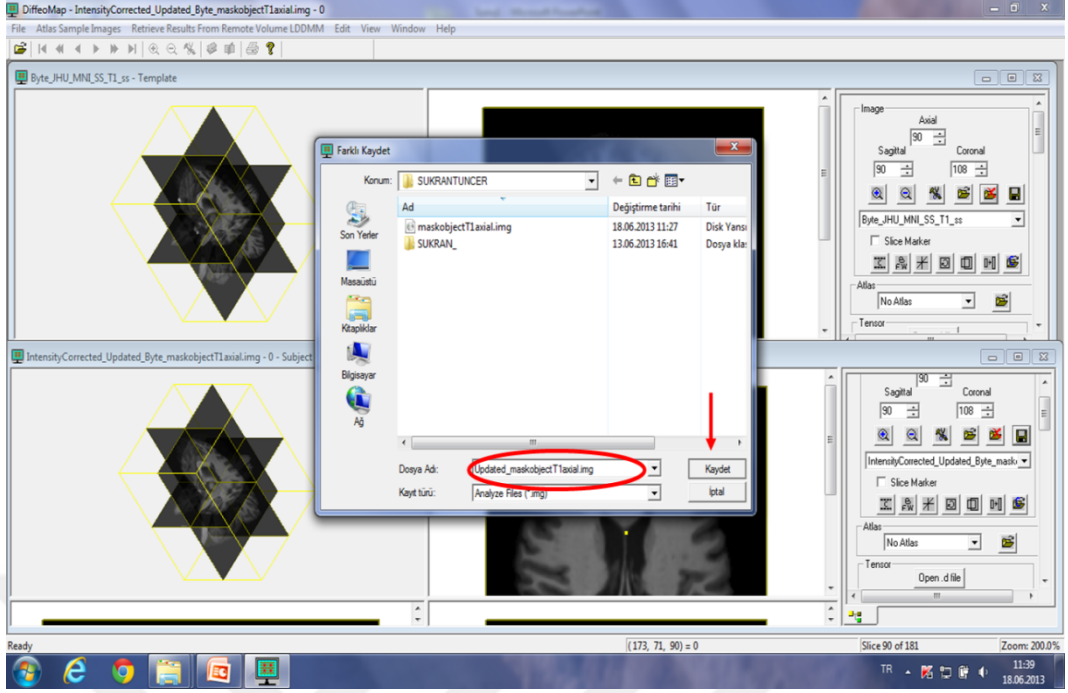 DiffeoMap - IntensityCorrected_Updated_Byte_maskobjectT1axial.img - 0
File Atlas Sample Images Retrieve Results From Remote Volume LDDMM Edit View Window Help
Byte_JHU_MNI_SS_T1_ss - Template
Image
Axial
90
Sagittal Coronal
90 108
Byte_JHU_MNI_SS_T1_ss
Slice Marker
Atlas
No Atlas
Tensor
Farklı Kaydet
Konum: SUKRANTUNCER
Ad Değiştirme tarihi Tür
maskobjectT1axial.img 18.06.2013 11:27 Disk Yansı
SUKRAN_ 13.06.2013 16:41 Dosya klas
Son Yerler
Masaüstü
Kitaplıklar
Bilgisayar
Ağ
Dosya Adı: Updated_maskobjectT1axial.img Kaydet
Kayıt türü: Analyze Files (*.img) İptal
IntensityCorrected_Updated_Byte_maskobjectT1axial.img - 0 - Subject
90
Sagittal Coronal
90 108
IntensityCorrected_Updated_Byte_mask
Slice Marker
Atlas
No Atlas
Tensor
Open .d file
Ready (173, 71, 90) = 0 Slice 90 of 181 Zoom: 200.0%
TR 11:39
18.06.2013